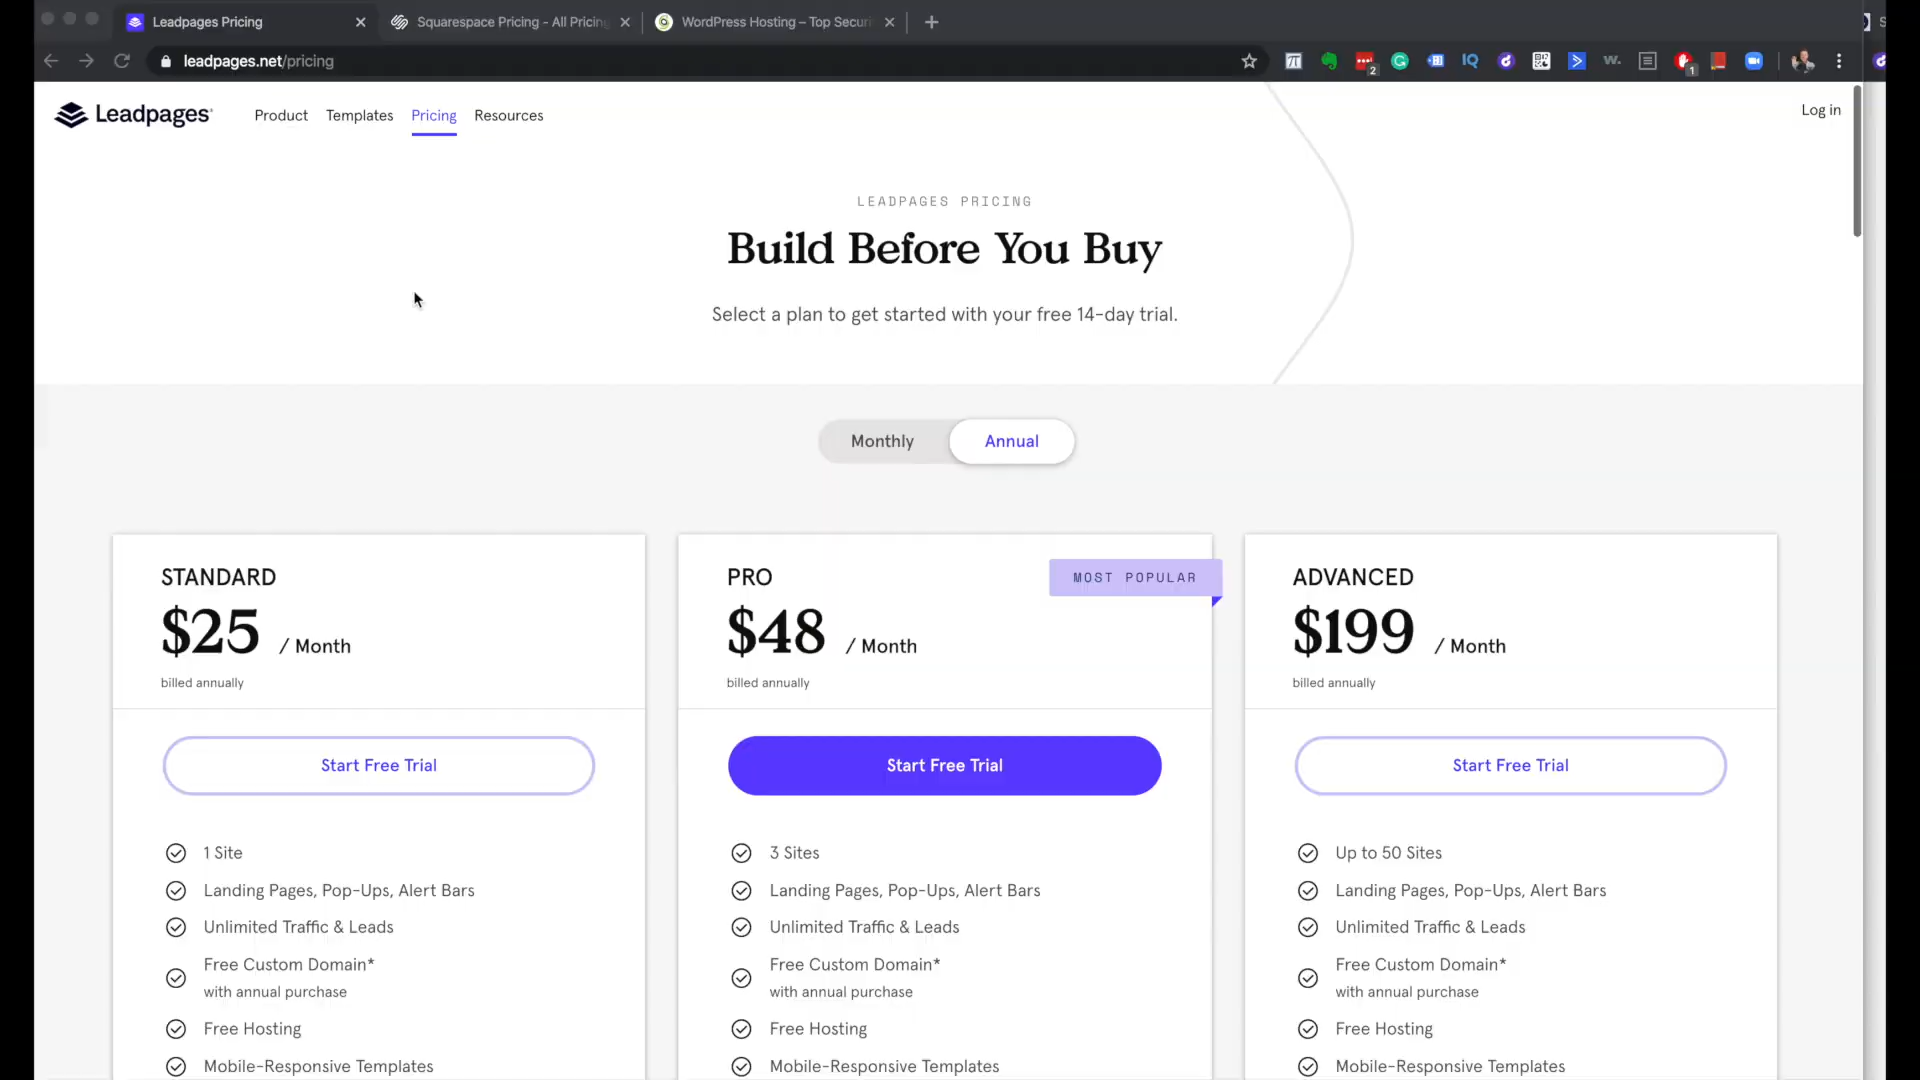 Leadpages Pricing
Squarespace Pricing - All Pricing
WordPress Hosting – Top Securi
leadpages.net/pricing
Leadpages
Product
Templates
Pricing
Resources
Log in
LEADPAGES PRICING
Build Before You Buy
Select a plan to get started with your free 14-day trial.
Monthly
Annual
STANDARD
$25 / Month
billed annually
Start Free Trial
1 Site
Landing Pages, Pop-Ups, Alert Bars
Unlimited Traffic & Leads
Free Custom Domain*
with annual purchase
Free Hosting
Mobile-Responsive Templates
PRO
MOST POPULAR
$48 / Month
billed annually
Start Free Trial
3 Sites
Landing Pages, Pop-Ups, Alert Bars
Unlimited Traffic & Leads
Free Custom Domain*
with annual purchase
Free Hosting
Mobile-Responsive Templates
ADVANCED
$199 / Month
billed annually
Start Free Trial
Up to 50 Sites
Landing Pages, Pop-Ups, Alert Bars
Unlimited Traffic & Leads
Free Custom Domain*
with annual purchase
Free Hosting
Mobile-Responsive Templates